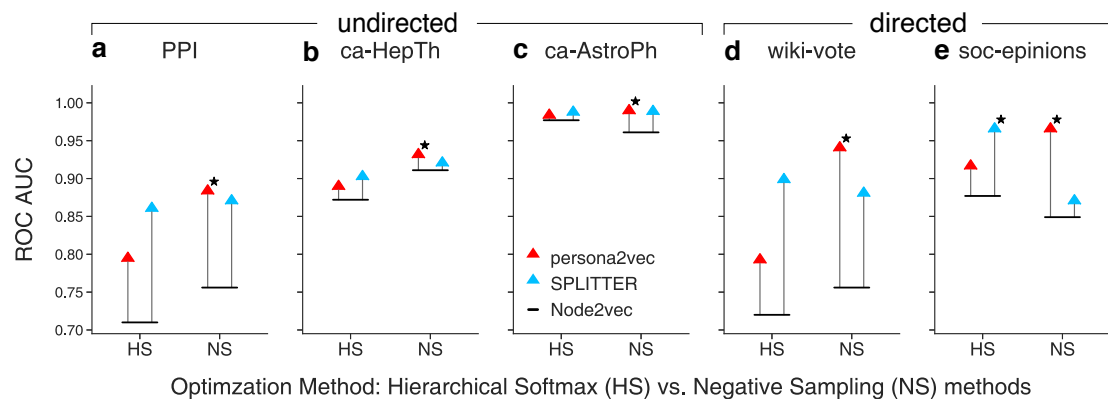 undirected directed
a PPI b ca-HepTh c ca-AstroPh d wiki-vote e soc-epinions
ROC AUC
1.00
0.95
0.90
0.85
0.80
0.75
0.70
persona2vec
SPLITTER
Node2vec
HS NS HS NS HS NS HS NS HS NS
Optimzation Method: Hierarchical Softmax (HS) vs. Negative Sampling (NS) methods